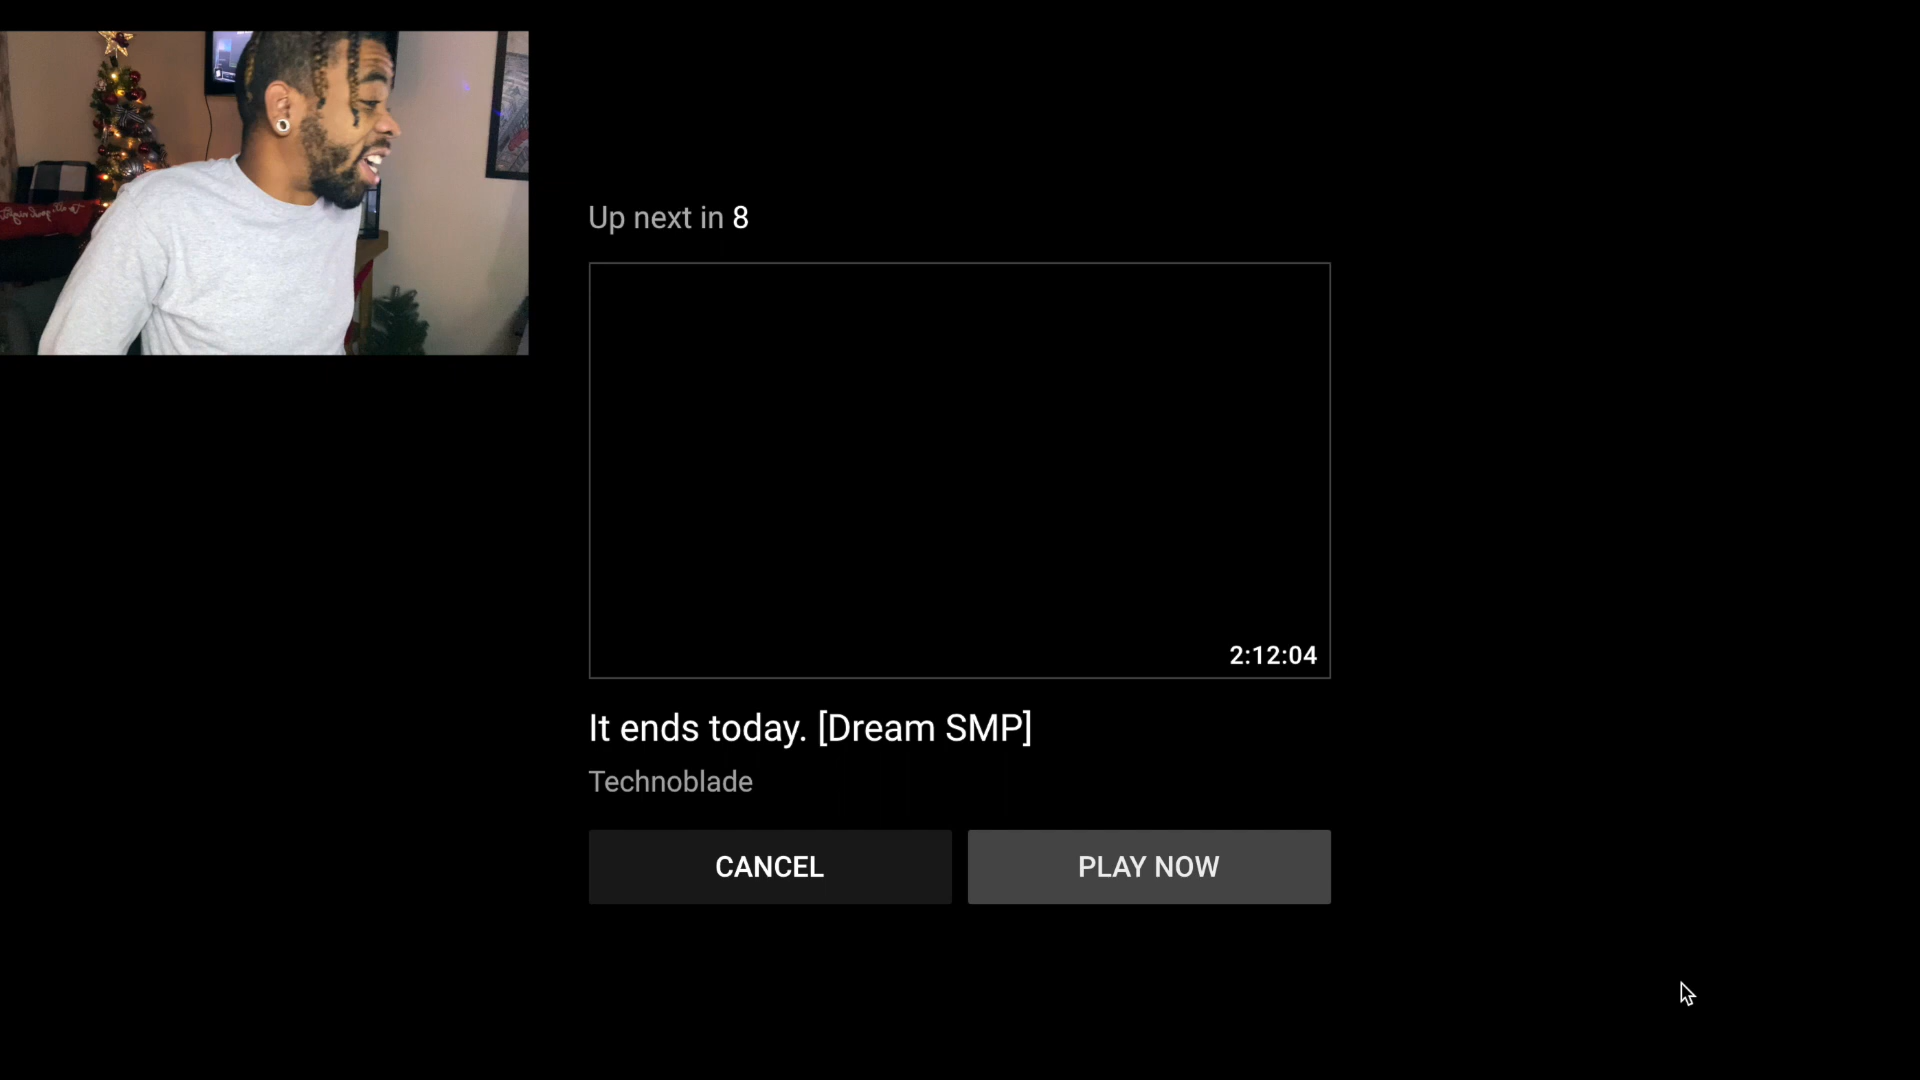 Up next in 8
2:12:04
It ends today. [Dream SMP]
Technoblade
CANCEL
PLAY NOW